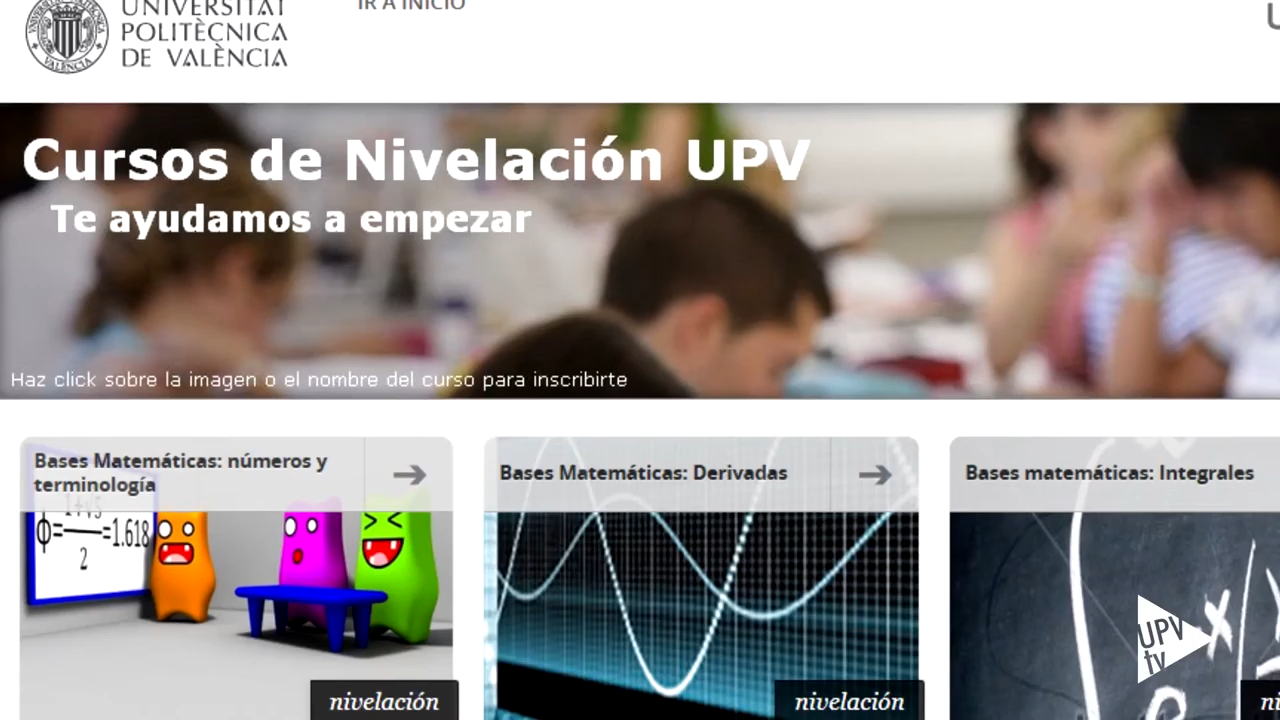 UNIVERSITAT
POLITÈCNICA
DE VALÈNCIA
IR A INICIO
Cursos de Nivelación UPV
Te ayudamos a empezar
Haz click sobre la imagen o el nombre del curso para inscribirte
Bases Matemáticas: números y
terminología
Bases Matemáticas: Derivadas
Bases matemáticas: Integrales
ϕ=
2
=1.618
UPV
tv
nivelación
nivelación